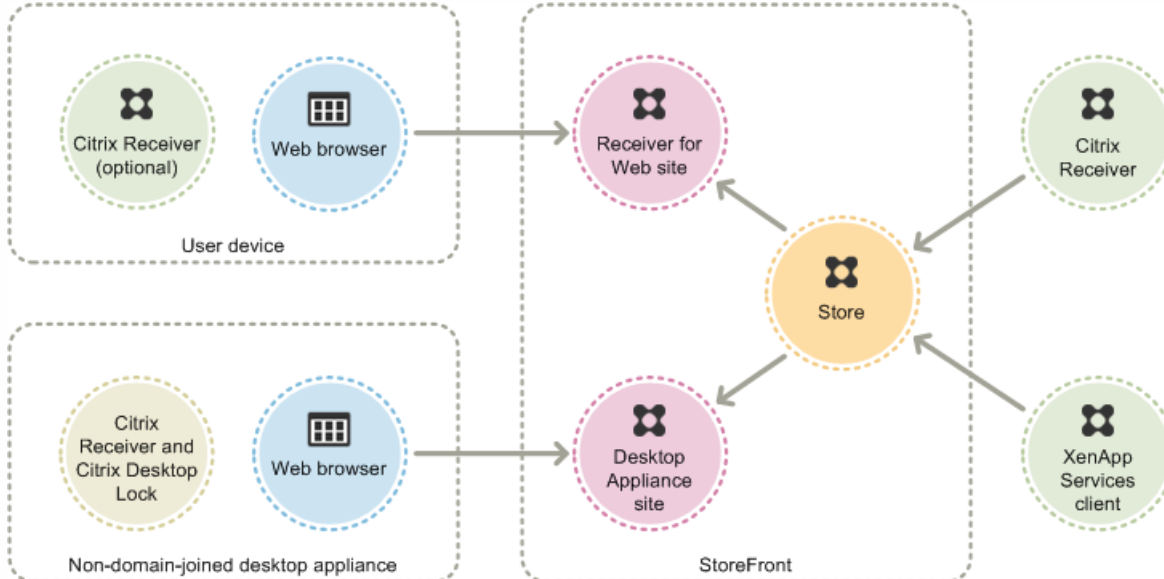 Citrix Receiver
(optional)
Web browser
User device
Receiver for
Web site
Citrix
Receiver
Store
Citrix
Receiver and
Citrix Desktop
Lock
Web browser
Non-domain-joined desktop appliance
Desktop
Appliance
site
StoreFront
XenApp
Services
client